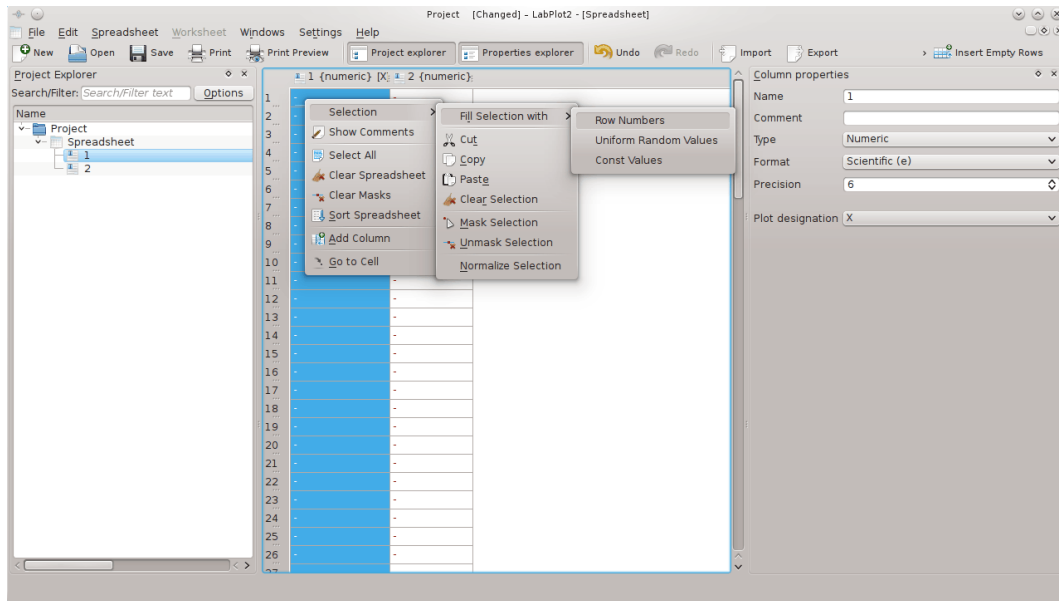 Project [Changed] – LabPlot2 – [Spreadsheet]
File Edit Spreadsheet Worksheet Windows Settings Help
New Open Save Print Print Preview Project explorer Properties explorer Undo Redo Import Export Insert Empty Rows
Project Explorer
Search/Filter: Search/Filter text Options
Name
Project
Spreadsheet
1
2
1 {numeric} [X] 2 {numeric}
1
2
3
4
5
6
7
8
9
10
11
12
13
14
15
16
17
18
19
20
21
22
23
24
25
26
27
Selection
Show Comments
Select All
Clear Spreadsheet
Clear Masks
Sort Spreadsheet
Add Column
Go to Cell
Fill Selection with
Cut
Copy
Paste
Clear Selection
Mask Selection
Unmask Selection
Normalize Selection
Row Numbers
Uniform Random Values
Const Values
Column properties
Name 1
Comment
Type Numeric
Format Scientific (e)
Precision 6
Plot designation X